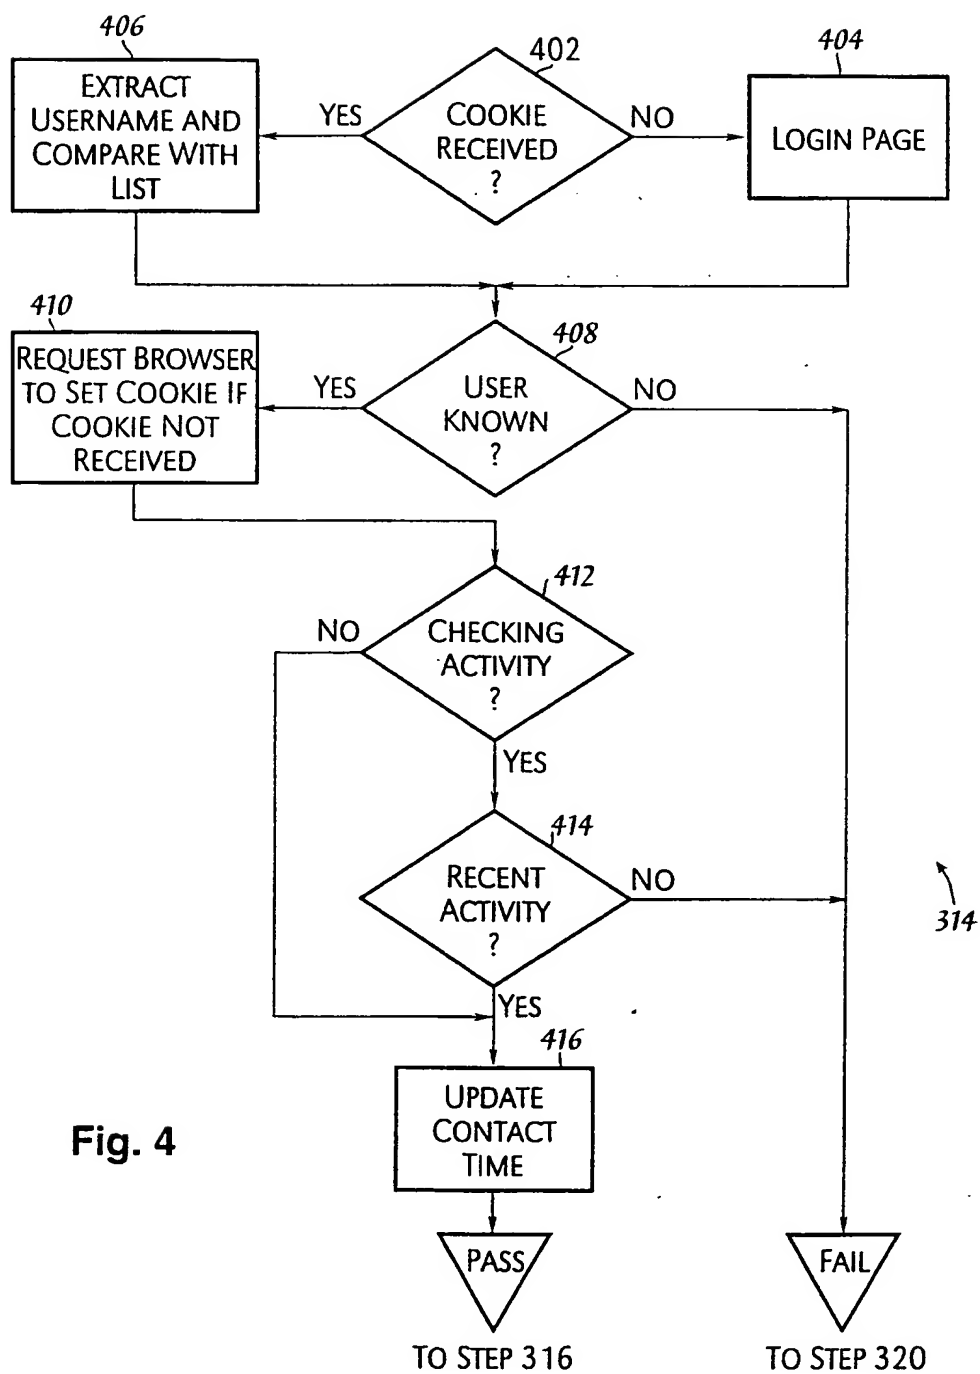 406
EXTRACT
USERNAME AND
COMPARE WITH
LIST
YES
402
COOKIE
RECEIVED
?
NO
404
LOGIN PAGE
410
REQUEST BROWSER
TO SET COOKIE IF
COOKIE NOT
RECEIVED
YES
408
USER
KNOWN
?
NO
412
NO
CHECKING
ACTIVITY
?
YES
414
RECENT
ACTIVITY
?
NO
314
YES
416
UPDATE
CONTACT
TIME
Fig. 4
PASS
FAIL
TO STEP 316
TO STEP 320